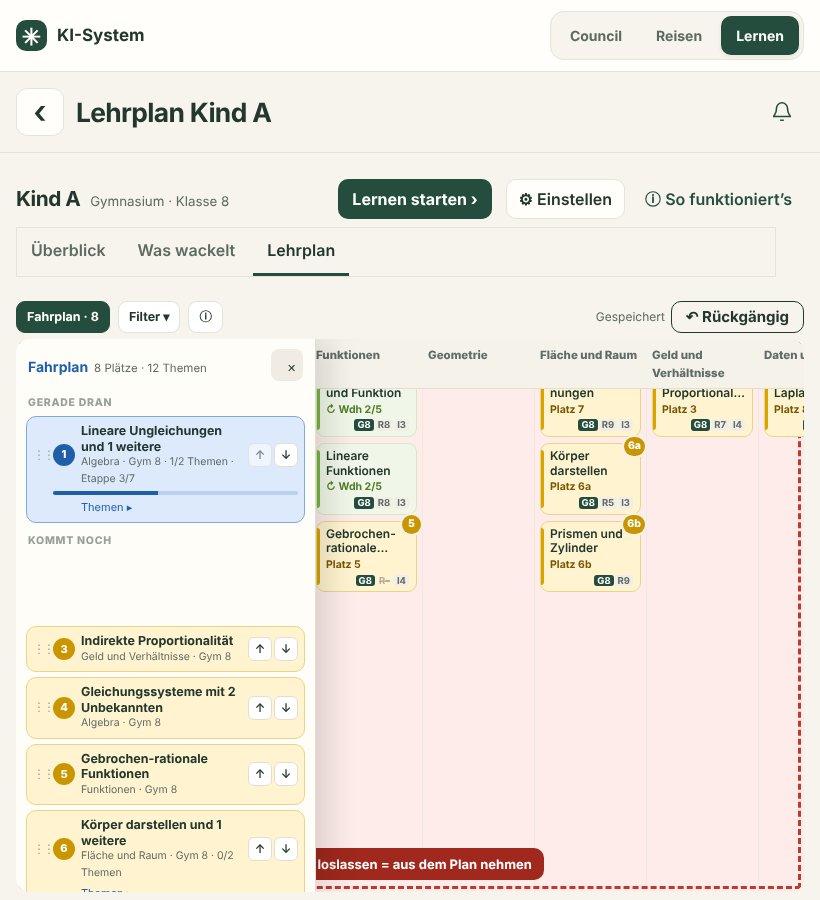 KI-System
Council Reisen Lernen
Lehrplan Kind A
Kind A Gymnasium · Klasse 8
Lernen starten ›
⚙ Einstellen
ⓘ So funktioniert's
Überblick Was wackelt Lehrplan
Fahrplan · 8
Filter ▾
ⓘ
Gespeichert
↶ Rückgängig
Fahrplan 8 Plätze · 12 Themen
×
GERADE DRAN
1
Lineare Ungleichungen
und 1 weitere
Algebra · Gym 8 · 1/2 Themen ·
Etappe 3/7
↑ ↓
Themen ▸
KOMMT NOCH
3
Indirekte Proportionalität
Geld und Verhältnisse · Gym 8
↑ ↓
4
Gleichungssysteme mit 2
Unbekannten
Algebra · Gym 8
↑ ↓
5
Gebrochen-rationale
Funktionen
Funktionen · Gym 8
↑ ↓
6
Körper darstellen und 1
weitere
Fläche und Raum · Gym 8 · 0/2
Themen
↑ ↓
Funktionen
und Funktion
↻ Wdh 2/5
G8 R8 I3
Lineare
Funktionen
↻ Wdh 2/5
G8 R8 I3
5
Gebrochen-
rationale...
Platz 5
G8 R– I4
Geometrie
Fläche und Raum
nungen
Platz 7
G8 R9 I3
6a
Körper
darstellen
Platz 6a
G8 R5 I3
6b
Prismen und
Zylinder
Platz 6b
G8 R9
Geld und
Verhältnisse
Proportional...
Platz 3
G8 R7 I4
Daten u
Lapla
Platz
loslassen = aus dem Plan nehmen